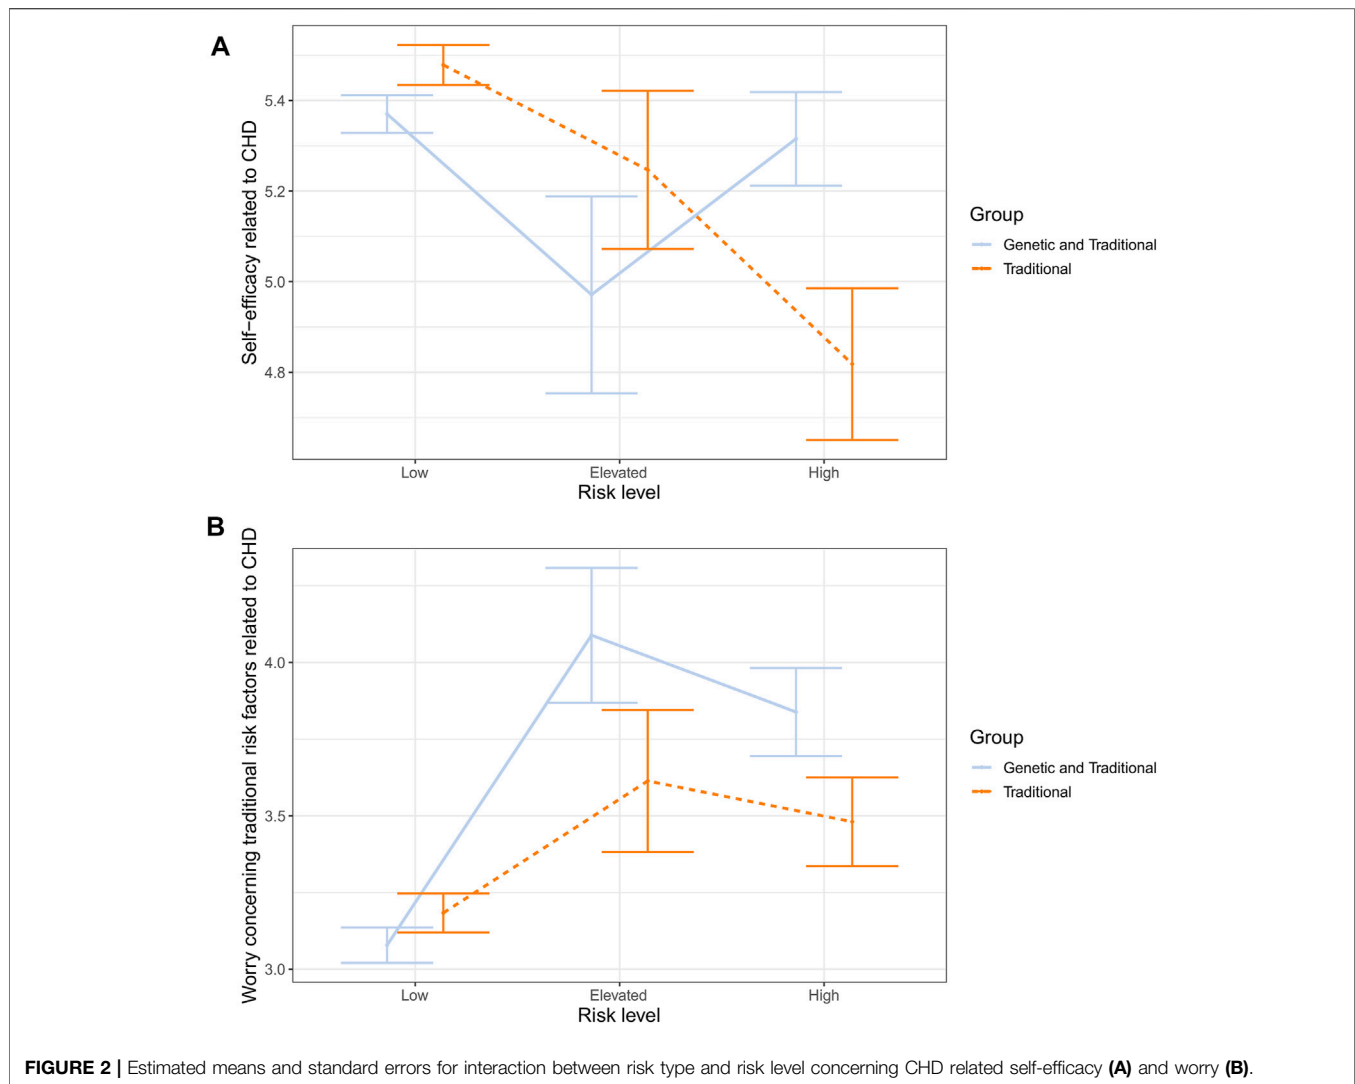 A
Self-efficacy related to CHD
5.4
5.2
5.0
4.8
Low Elevated High
Risk level
Group
Genetic and Traditional
Traditional
B
Worry concerning traditional risk factors related to CHD
4.0
3.5
3.0
Low Elevated High
Risk level
Group
Genetic and Traditional
Traditional
FIGURE 2 | Estimated means and standard errors for interaction between risk type and risk level concerning CHD related self-efficacy (A) and worry (B).